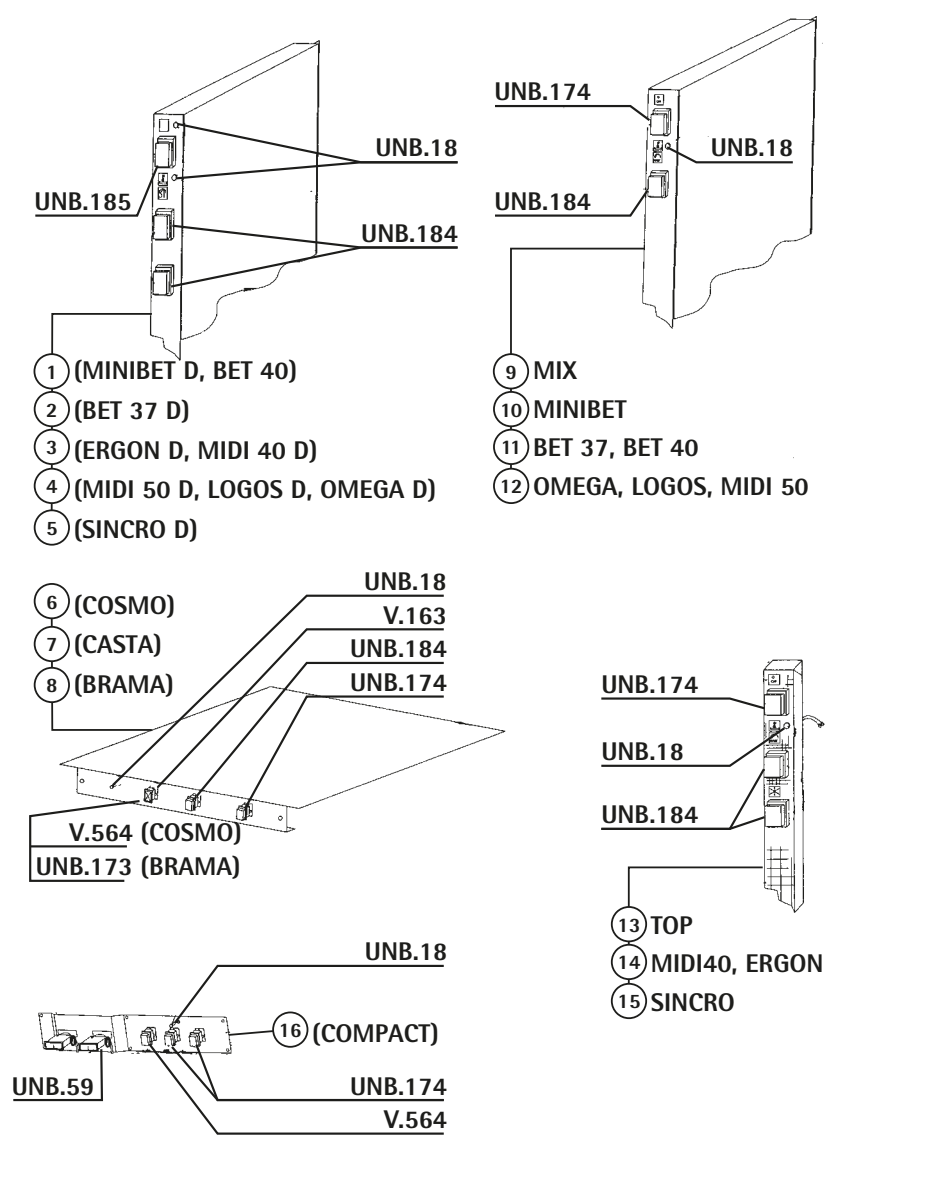 UNB.18
UNB.185
UNB.184
1 (MINIBET D, BET 40)
2 (BET 37 D)
3 (ERGON D, MIDI 40 D)
4 (MIDI 50 D, LOGOS D, OMEGA D)
5 (SINCRO D)
UNB.174
UNB.18
UNB.184
9 MIX
10 MINIBET
11 BET 37, BET 40
12 OMEGA, LOGOS, MIDI 50
6 (COSMO)
7 (CASTA)
8 (BRAMA)
UNB.18
V.163
UNB.184
UNB.174
V.564 (COSMO)
UNB.173 (BRAMA)
UNB.174
UNB.18
UNB.184
13 TOP
14 MIDI40, ERGON
15 SINCRO
UNB.18
16 (COMPACT)
UNB.59
UNB.174
V.564